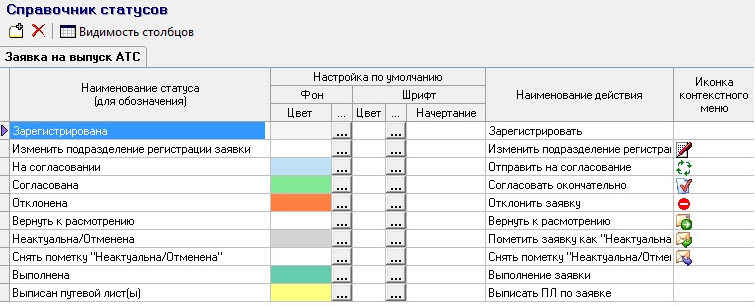 Справочник статусов
Видимость столбцов
Заявка на выпуск АТС
Наименование статуса
(для обозначения)
Настройка по умолчанию
Фон
Шрифт
Цвет ... Цвет ... Начертание
Наименование действия
Иконка
контекстного
меню
Зарегистрирована ... ... Зарегистрировать
Изменить подразделение регистрации заявки ... ... Изменить подразделение регистра
На согласовании ... ... Отправить на согласование
Согласована ... ... Согласовать окончательно
Отклонена ... ... Отклонить заявку
Вернуть к расмотрению ... ... Вернуть к расмотрению
Неактуальна/Отменена ... ... Пометить заявку как "Неактуальна
Снять пометку "Неактуальна/Отменена" ... ... Снять пометку "Неактуальна/Отме
Выполнена ... ... Выполнение заявки
Выписан путевой лист(ы) ... ... Выписать ПЛ по заявке